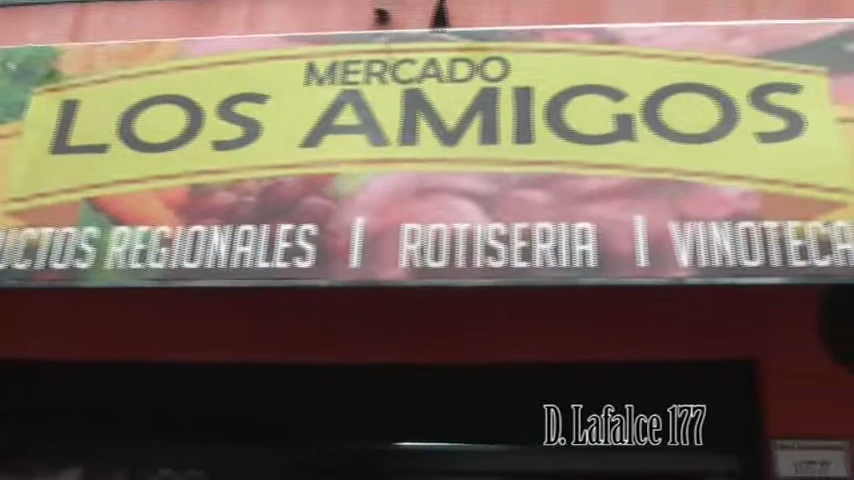 MERCADO
LOS AMIGOS
UCTOS REGIONALES | ROTISERIA | VINOTECA
D. Lafalce 177